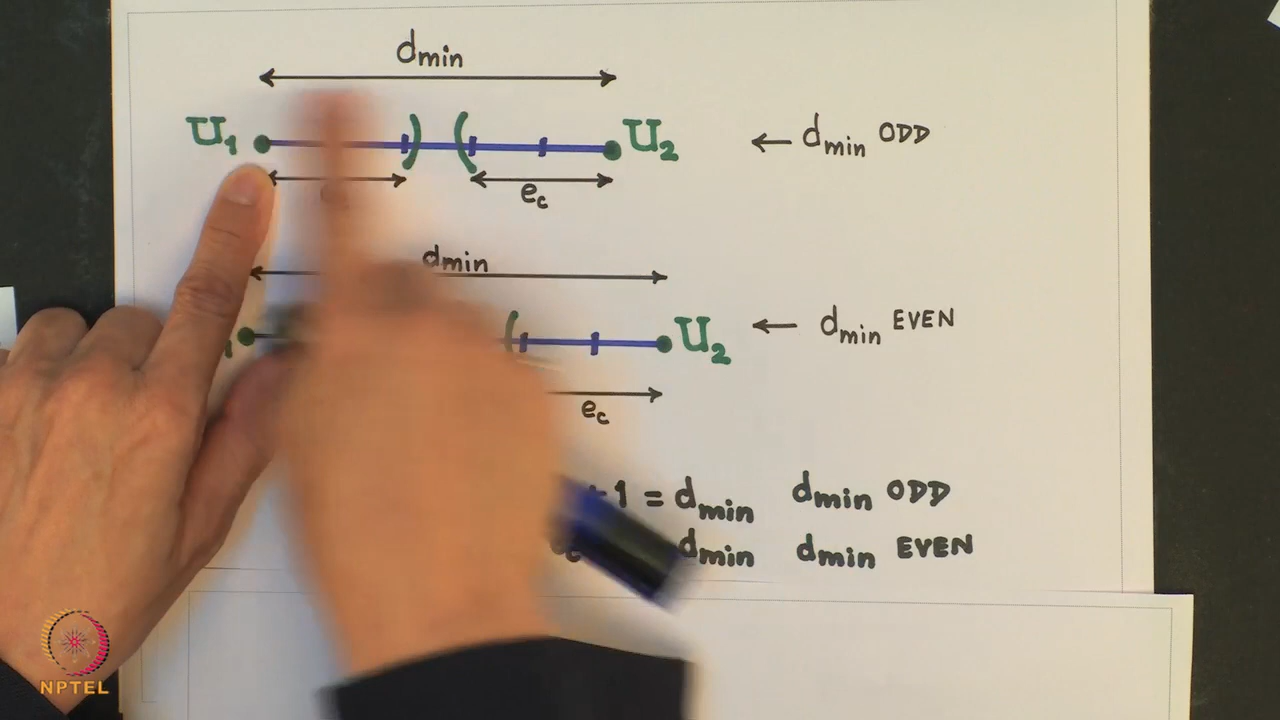 dmin
U1 U2 ← dmin ODD
ec
dmin
U2 ← dmin EVEN
ec
+1 = dmin dmin ODD
dmin dmin EVEN
NPTEL